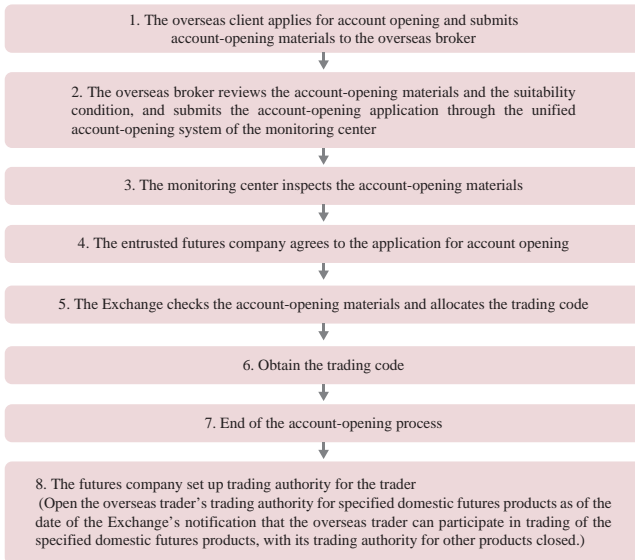 1. The overseas client applies for account opening and submits
account-opening materials to the overseas broker
2. The overseas broker reviews the account-opening materials and the suitability
condition, and submits the account-opening application through the unified
account-opening system of the monitoring center
3. The monitoring center inspects the account-opening materials
4. The entrusted futures company agrees to the application for account opening
5. The Exchange checks the account-opening materials and allocates the trading code
6. Obtain the trading code
7. End of the account-opening process
8. The futures company set up trading authority for the trader
(Open the overseas trader's trading authority for specified domestic futures products as of the
date of the Exchange's notification that the overseas trader can participate in trading of the
specified domestic futures products, with its trading authority for other products closed.)